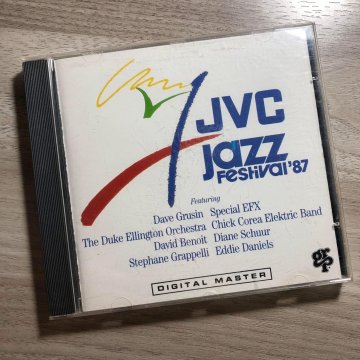 JVC
jazz
Festival '87
Featuring
Dave Grusin Special EFX
The Duke Ellington Orchestra Chick Corea Elektric Band
David Benoit Diane Schuur
Stephane Grappelli Eddie Daniels
DIGITAL MASTER
GRP